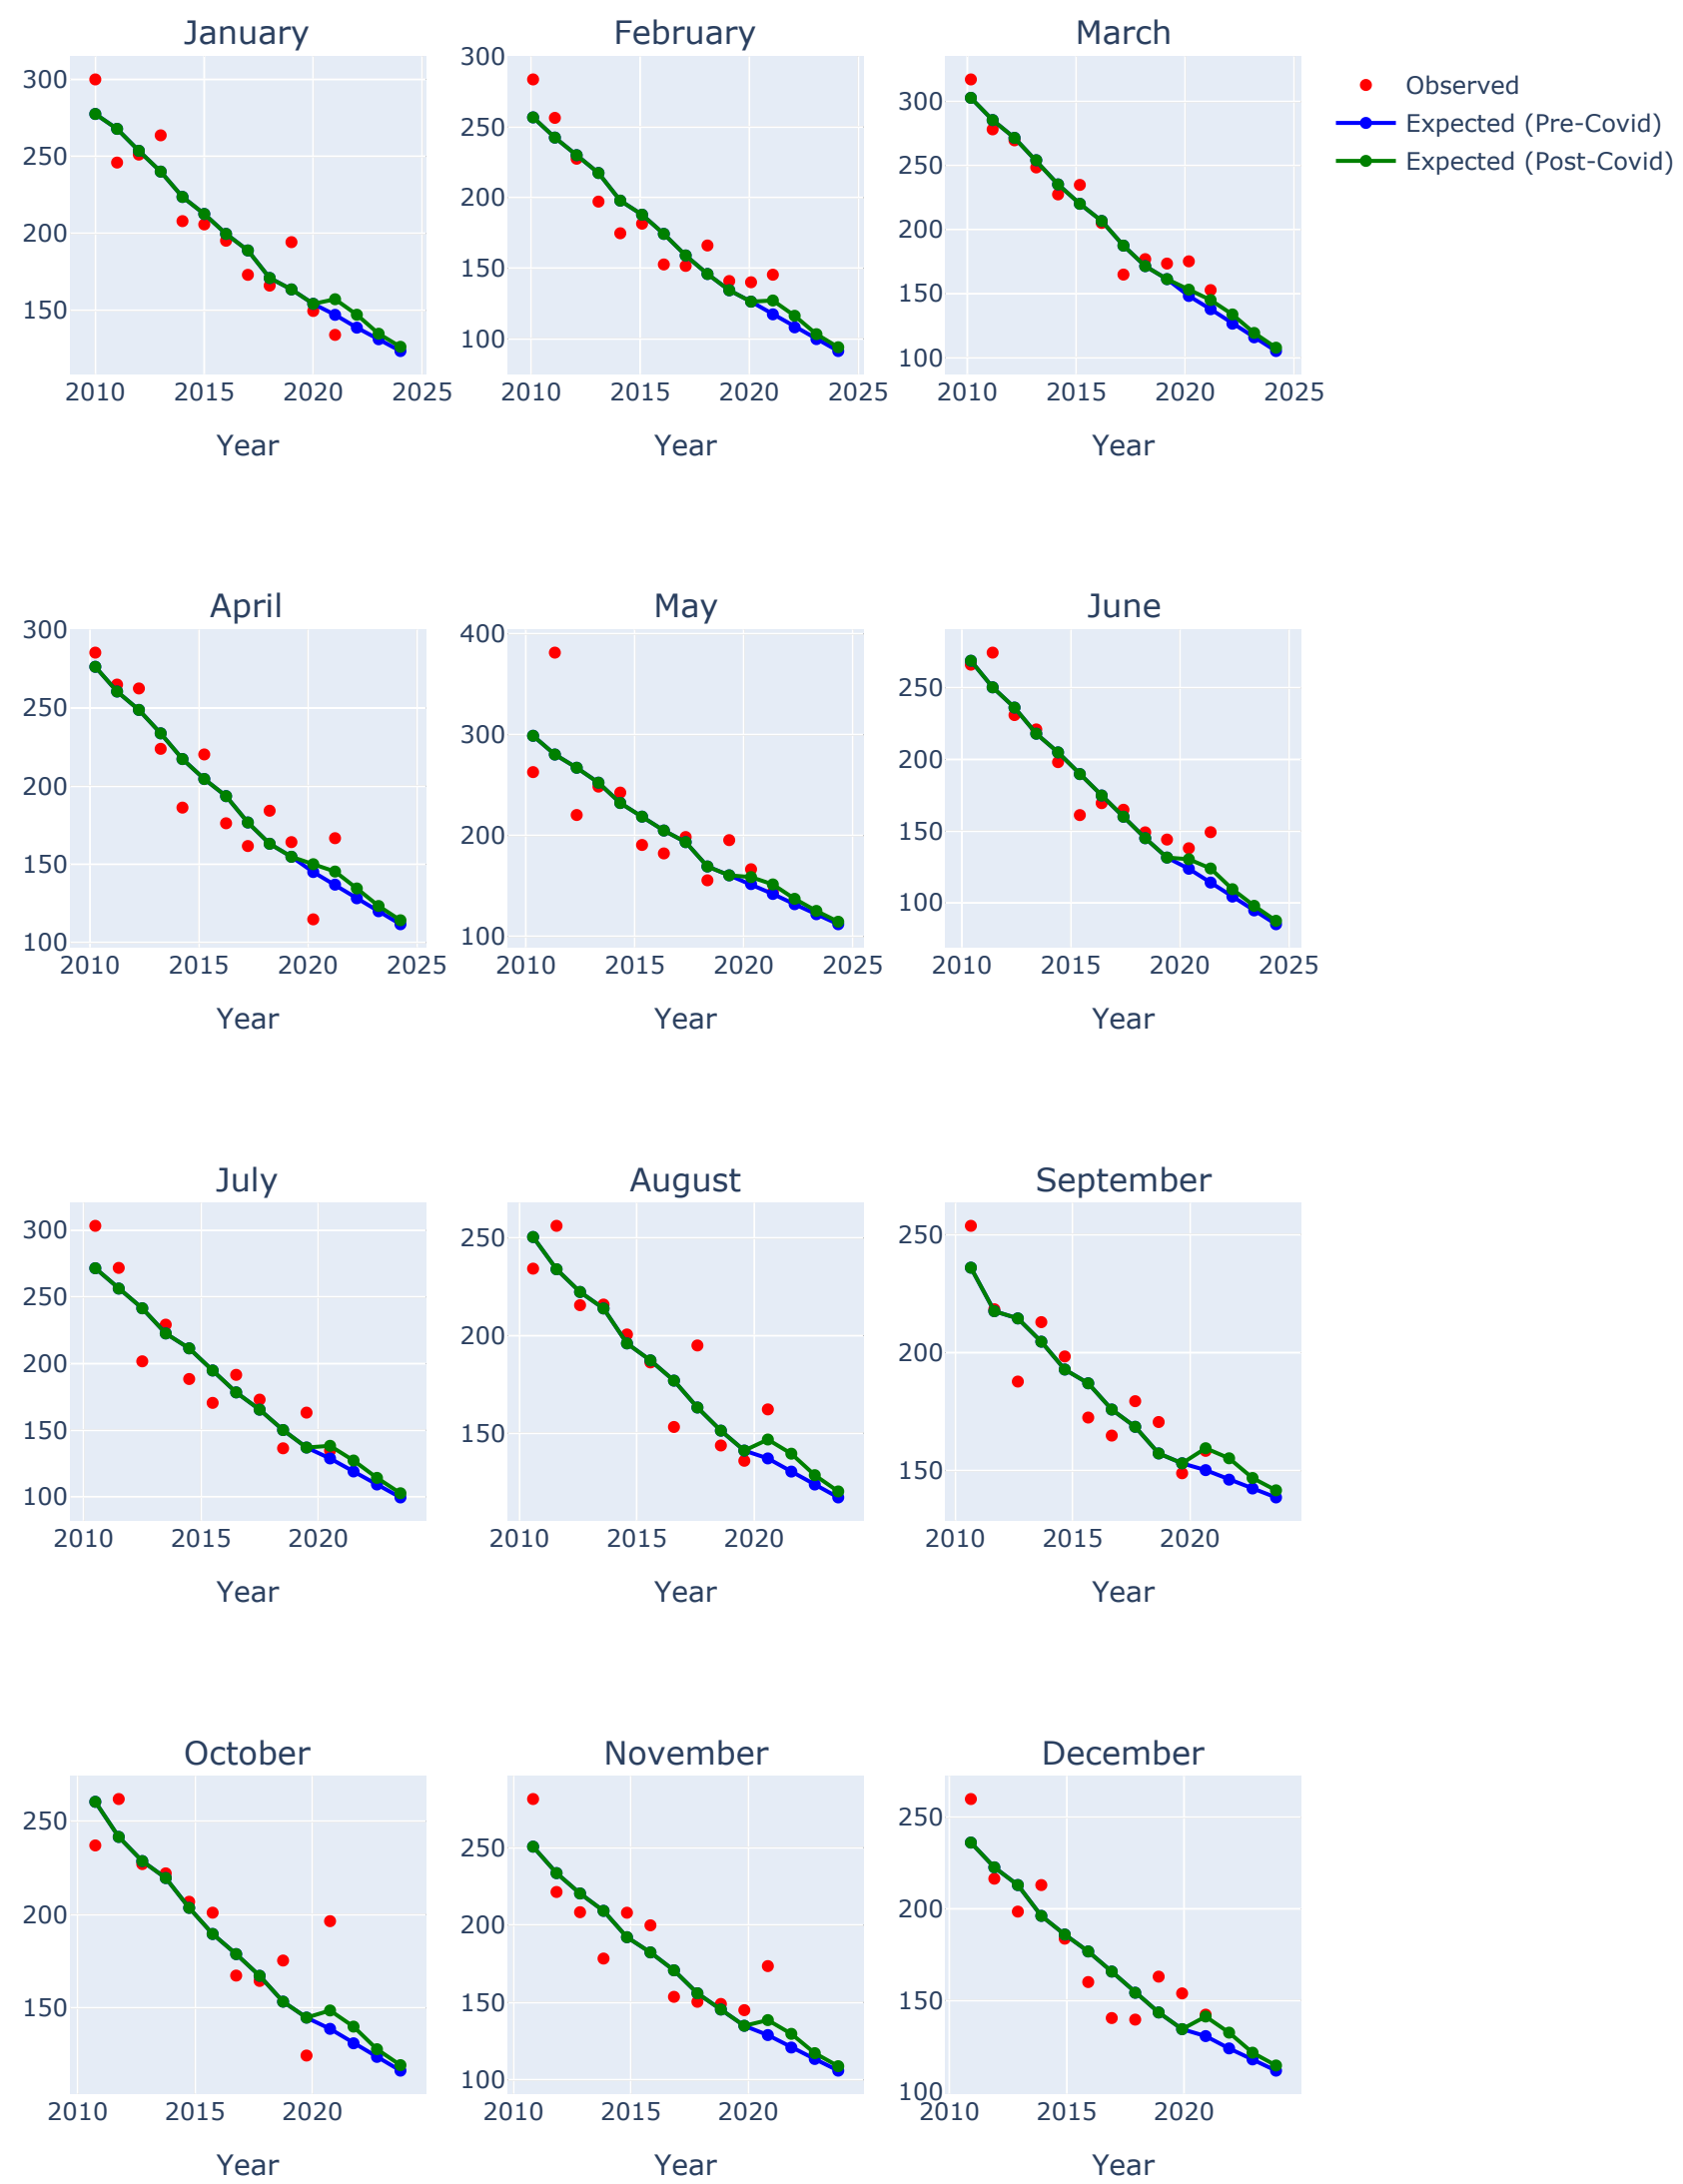 January
February
March
Observed
Expected (Pre-Covid)
Expected (Post-Covid)
300
250
200
150
2010 2015 2020 2025
Year
300
250
200
150
100
2010 2015 2020 2025
Year
300
250
200
150
100
2010 2015 2020 2025
Year
April
May
June
300
250
200
150
100
2010 2015 2020 2025
Year
400
300
200
100
2010 2015 2020 2025
Year
250
200
150
100
2010 2015 2020 2025
Year
July
August
September
300
250
200
150
100
2010 2015 2020
Year
250
200
150
2010 2015 2020
Year
250
200
150
2010 2015 2020
Year
October
November
December
250
200
150
2010 2015 2020
Year
250
200
150
100
2010 2015 2020
Year
250
200
150
100
2010 2015 2020
Year